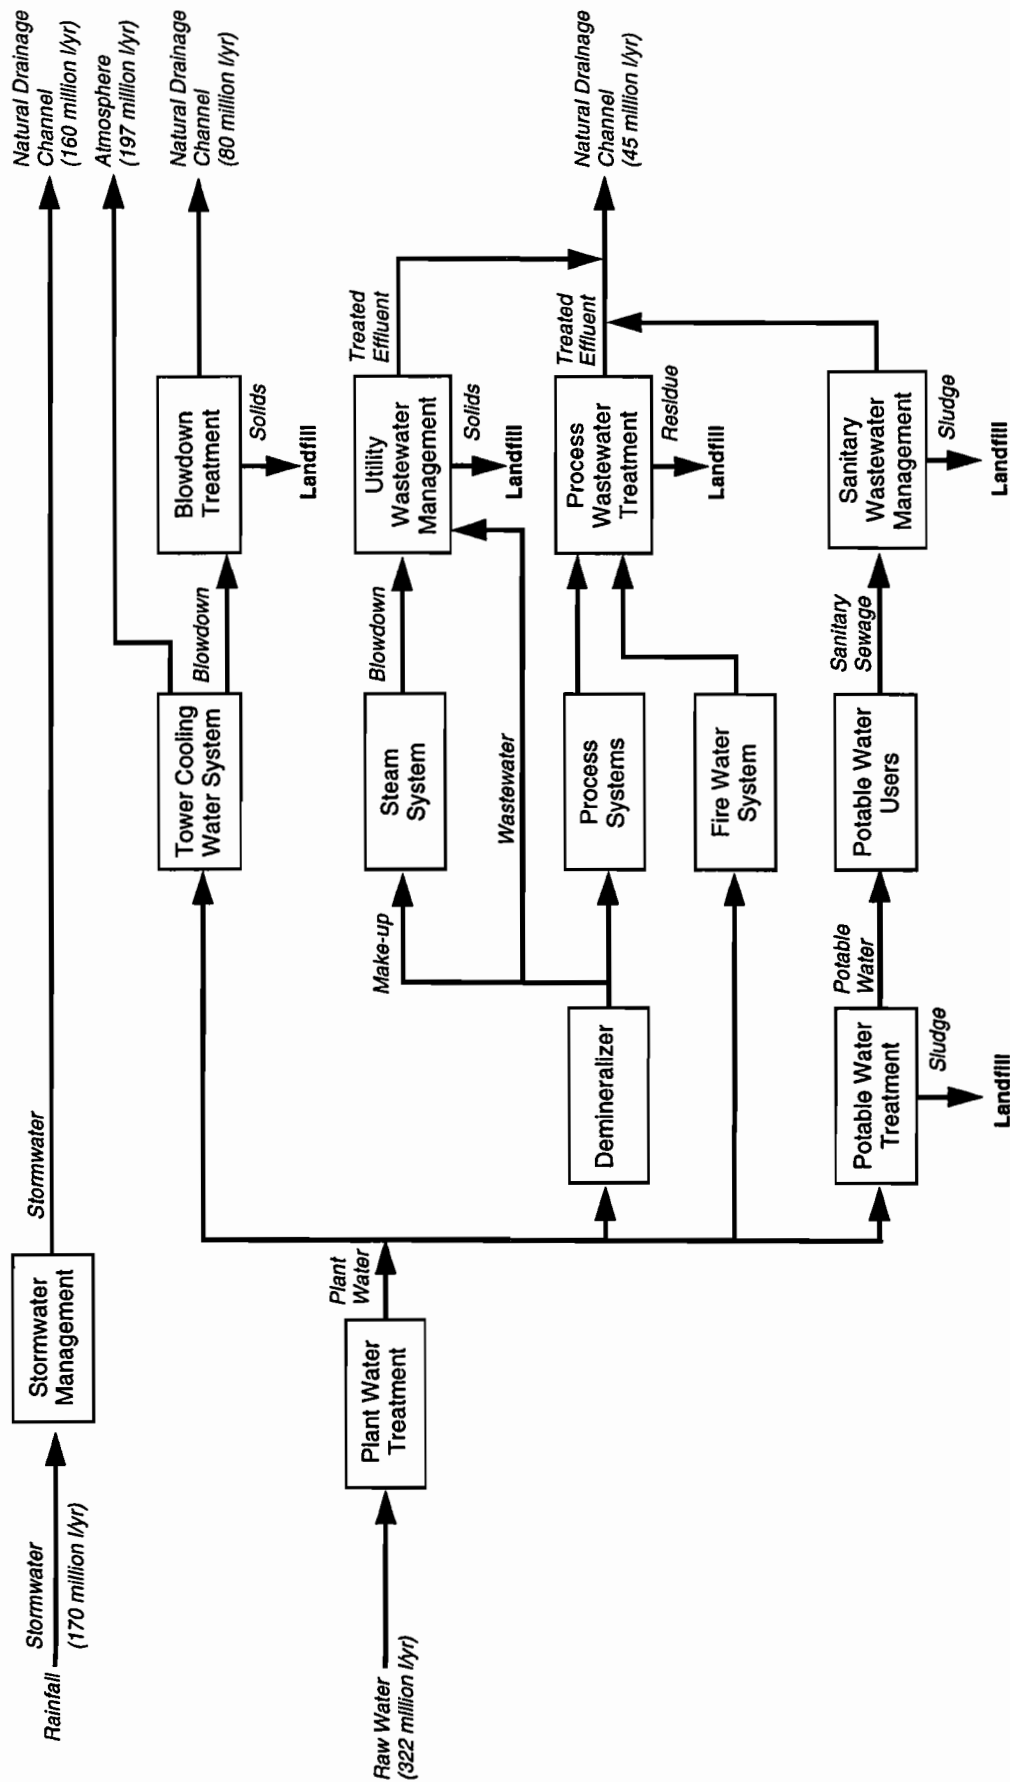 Rainfall
Stormwater
(170 million l/yr)
Stormwater
Management
Stormwater
Natural Drainage
Channel
(160 million l/yr)
Atmosphere
(197 million l/yr)
Natural Drainage
Channel
(80 million l/yr)
Tower Cooling
Water System
Blowdown
Blowdown
Treatment
Solids
Landfill
Raw Water
(322 million l/yr)
Plant Water
Treatment
Plant
Water
Make-up
Steam
System
Blowdown
Utility
Wastewater
Management
Treated
Effluent
Solids
Landfill
Wastewater
Demineralizer
Process
Systems
Process
Wastewater
Treatment
Treated
Effluent
Residue
Landfill
Natural Drainage
Channel
(45 million l/yr)
Fire Water
System
Potable Water
Treatment
Sludge
Landfill
Potable
Water
Potable Water
Users
Sanitary
Sewage
Sanitary
Wastewater
Management
Sludge
Landfill